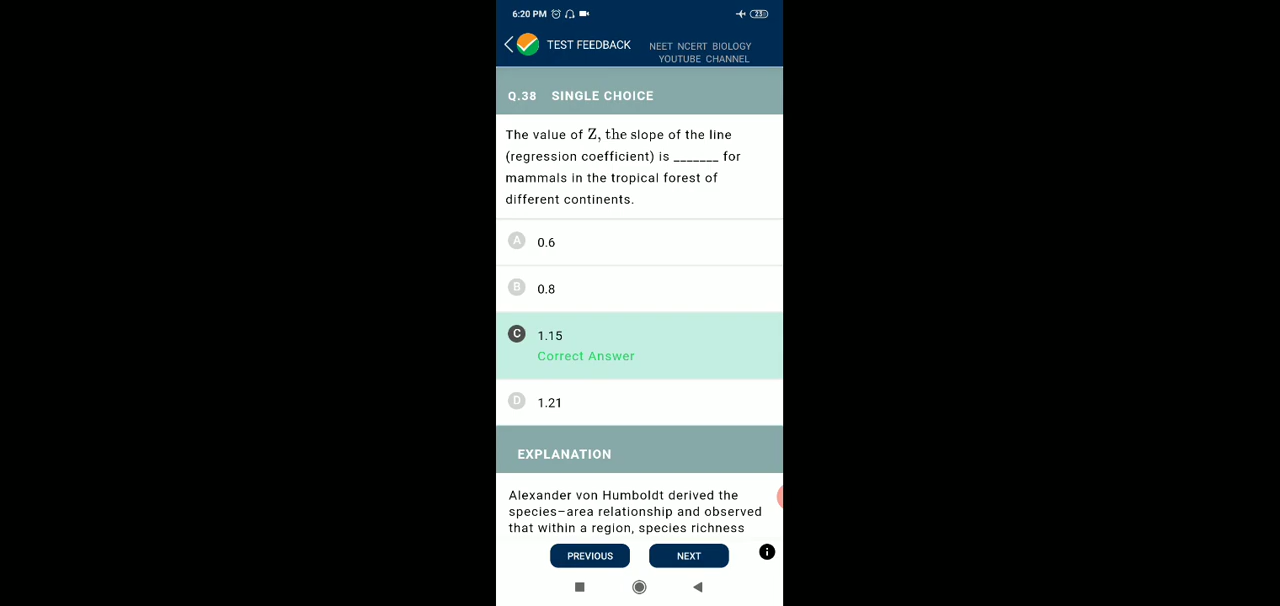 6:20 PM 23
TEST FEEDBACK NEET NCERT BIOLOGY
YOUTUBE CHANNEL
Q.38 SINGLE CHOICE
The value of Z, the slope of the line
(regression coefficient) is _______ for
mammals in the tropical forest of
different continents.
A 0.6
B 0.8
C 1.15
Correct Answer
D 1.21
EXPLANATION
Alexander von Humboldt derived the
species–area relationship and observed
that within a region, species richness
PREVIOUS NEXT i